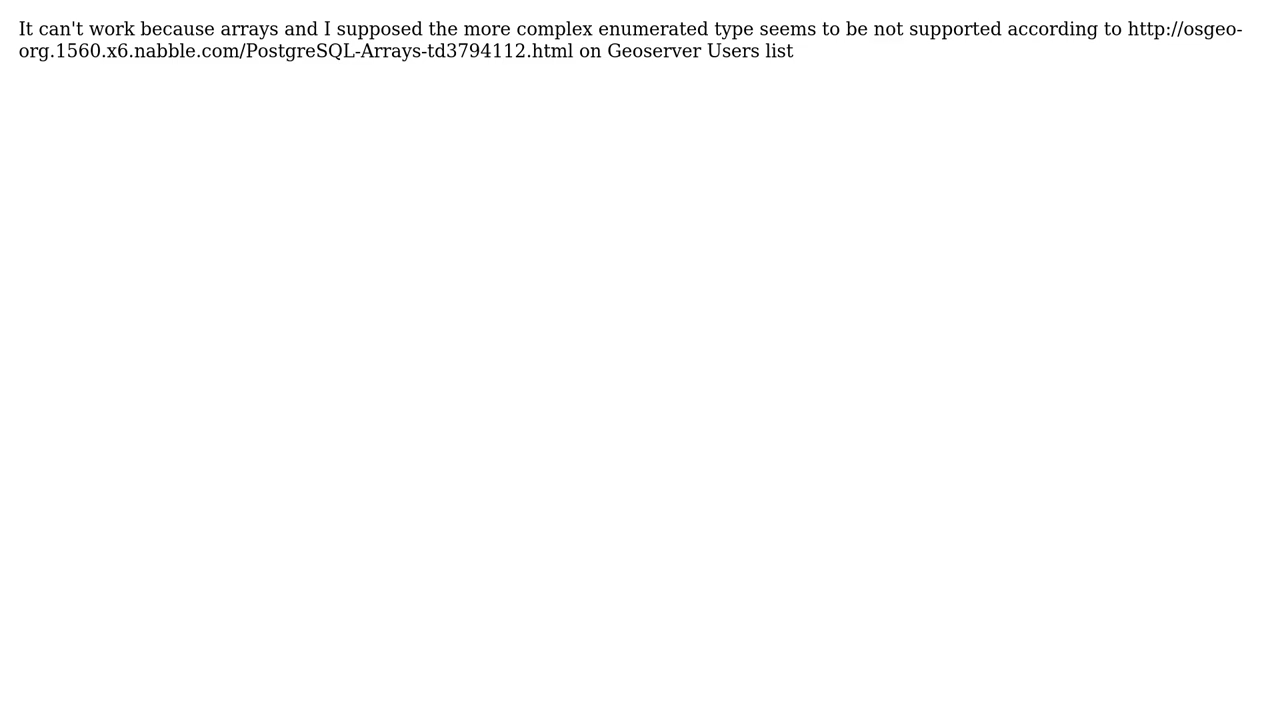 It can't work because arrays and I supposed the more complex enumerated type seems to be not supported according to http://osgeo-
org.1560.x6.nabble.com/PostgreSQL-Arrays-td3794112.html on Geoserver Users list